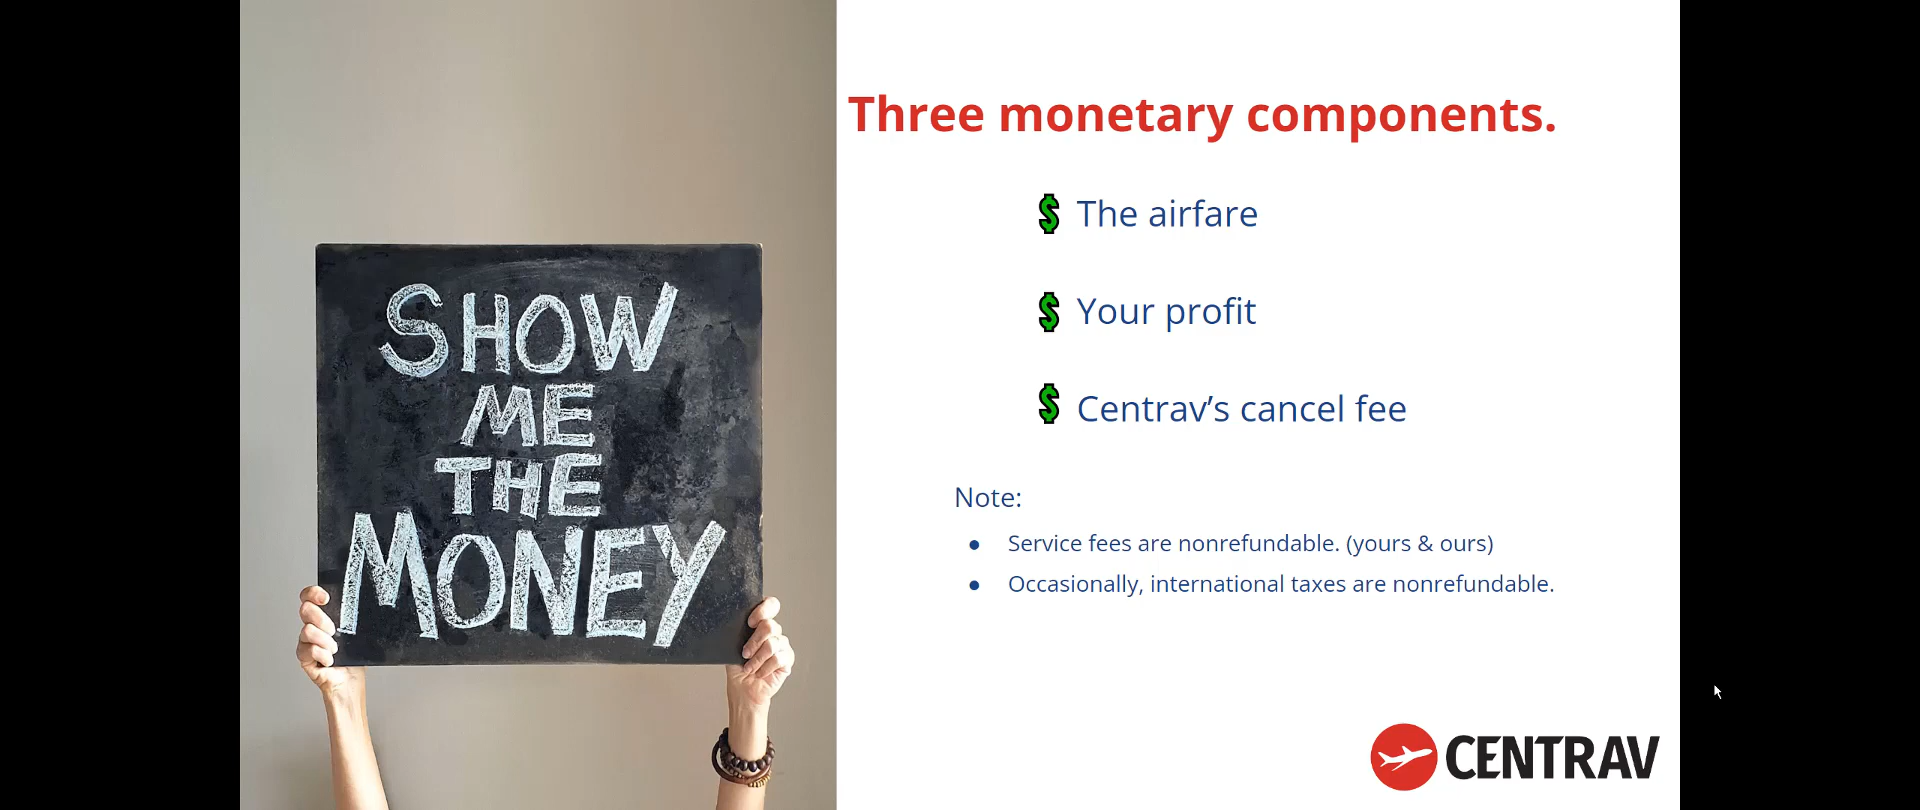 SHOW
ME
THE
MONEY
Three monetary components.
$ The airfare
$ Your profit
$ Centrav’s cancel fee
Note:
● Service fees are nonrefundable. (yours & ours)
● Occasionally, international taxes are nonrefundable.
CENTRAV